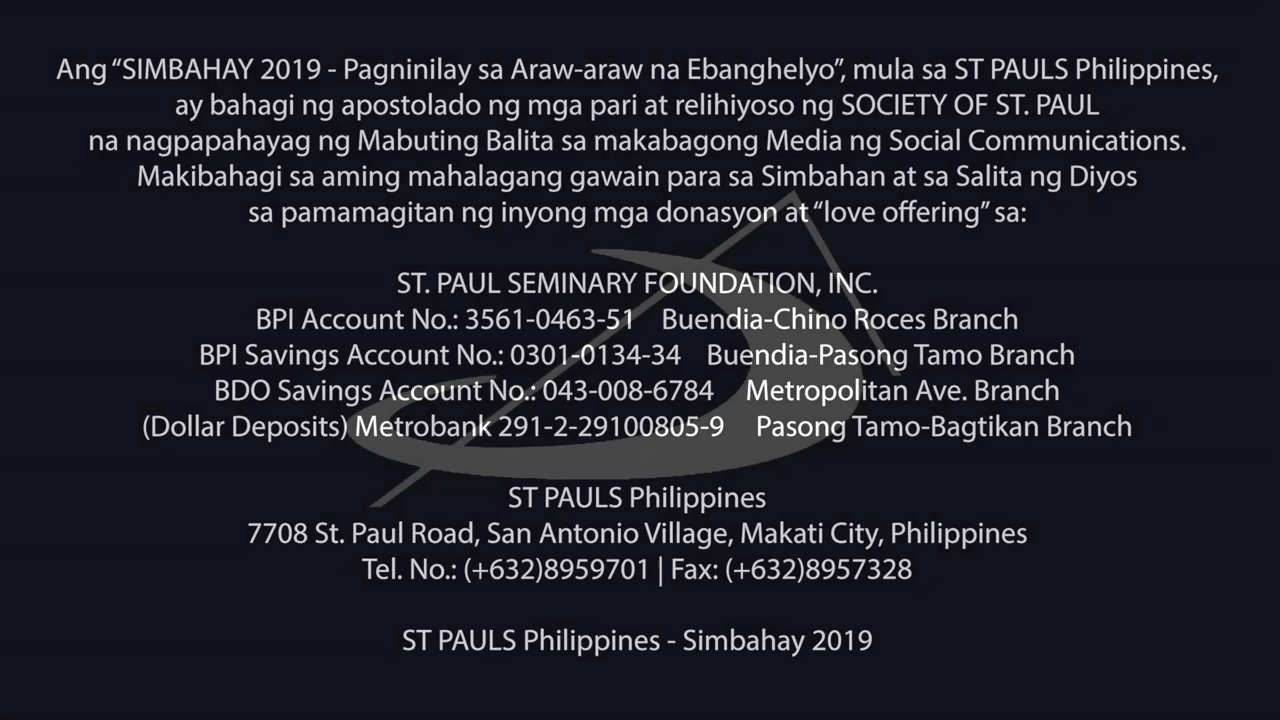 Ang “SIMBAHAY 2019 - Pagninilay sa Araw-araw na Ebanghelyo”, mula sa ST PAULS Philippines,
ay bahagi ng apostolado ng mga pari at relihiyoso ng SOCIETY OF ST. PAUL
na nagpapahayag ng Mabuting Balita sa makabagong Media ng Social Communications.
Makibahagi sa aming mahalagang gawain para sa Simbahan at sa Salita ng Diyos
sa pamamagitan ng inyong mga donasyon at “love offering” sa:
ST. PAUL SEMINARY FOUNDATION, INC.
BPI Account No.: 3561-0463-51 Buendia-Chino Roces Branch
BPI Savings Account No.: 0301-0134-34 Buendia-Pasong Tamo Branch
BDO Savings Account No.: 043-008-6784 Metropolitan Ave. Branch
(Dollar Deposits) Metrobank 291-2-29100805-9 Pasong Tamo-Bagtikan Branch
ST PAULS Philippines
7708 St. Paul Road, San Antonio Village, Makati City, Philippines
Tel. No.: (+632)8959701 | Fax: (+632)8957328
ST PAULS Philippines - Simbahay 2019